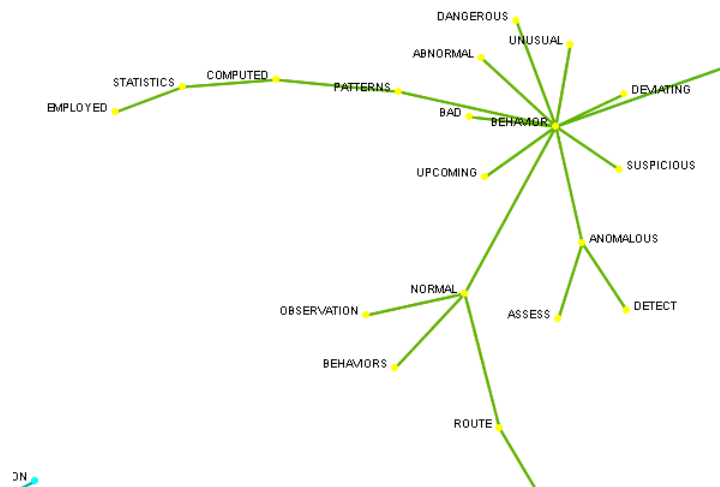 DANGEROUS
UNUSUAL
ABNORMAL
STATISTICS
COMPUTED
PATTERNS
DEVIATING
EMPLOYED
BAD
BEHAVIOR
UPCOMING
SUSPICIOUS
ANOMALOUS
NORMAL
OBSERVATION
ASSESS
DETECT
BEHAVIORS
ROUTE